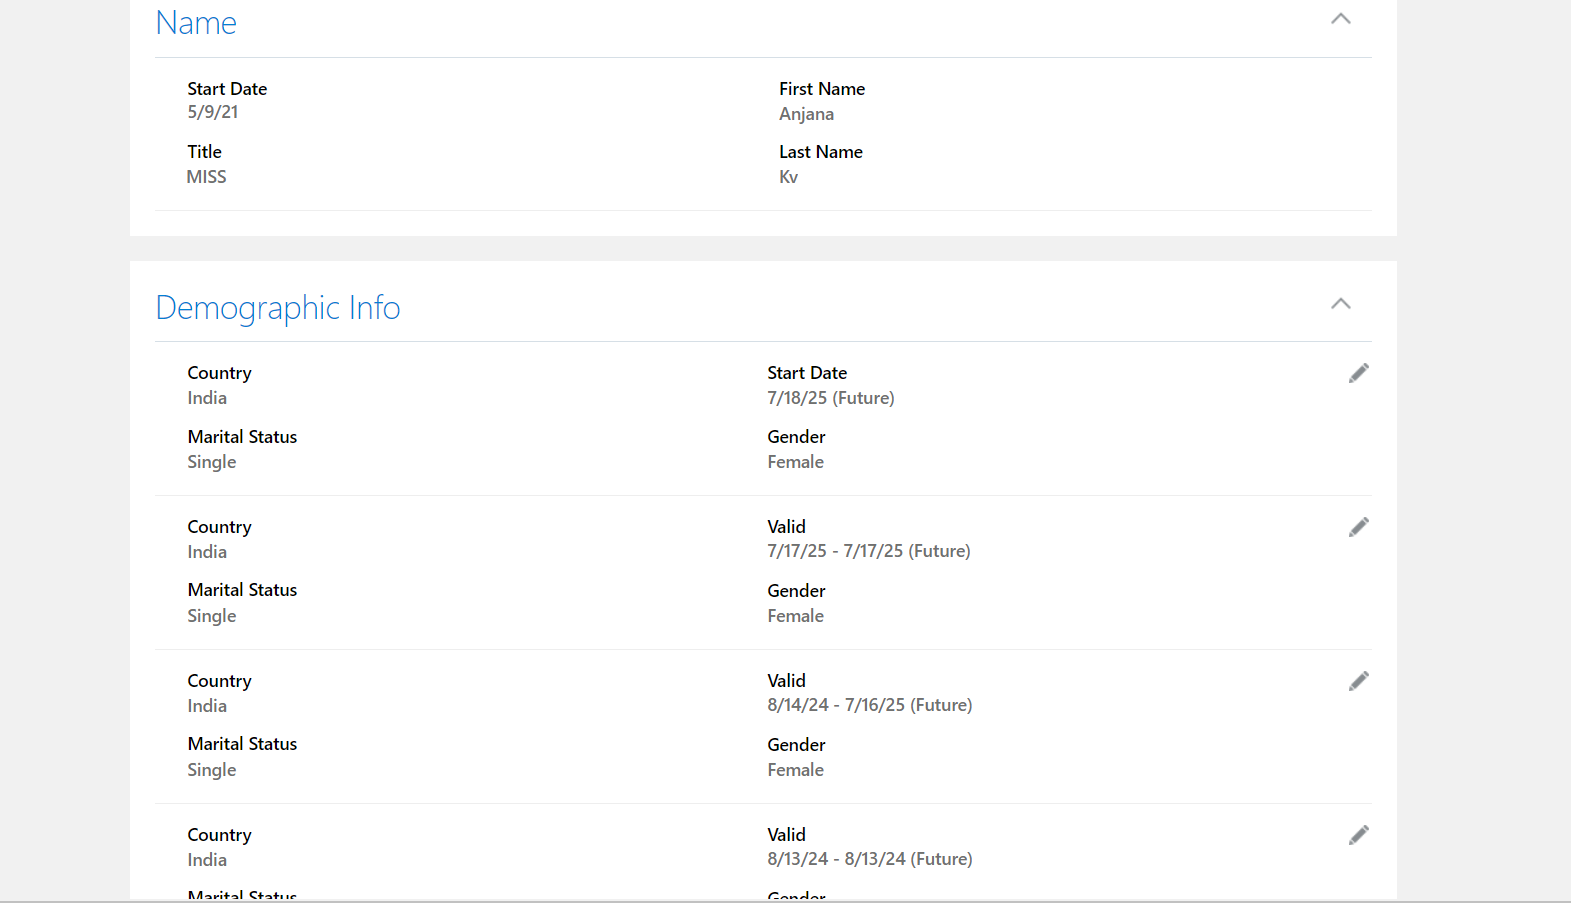 Name
Start Date
5/9/21
First Name
Anjana
Title
MISS
Last Name
Kv
Demographic Info
Country
India
Start Date
7/18/25 (Future)
Marital Status
Single
Gender
Female
Country
India
Valid
7/17/25 - 7/17/25 (Future)
Marital Status
Single
Gender
Female
Country
India
Valid
8/14/24 - 7/16/25 (Future)
Marital Status
Single
Gender
Female
Country
India
Valid
8/13/24 - 8/13/24 (Future)
Marital Status
Gender